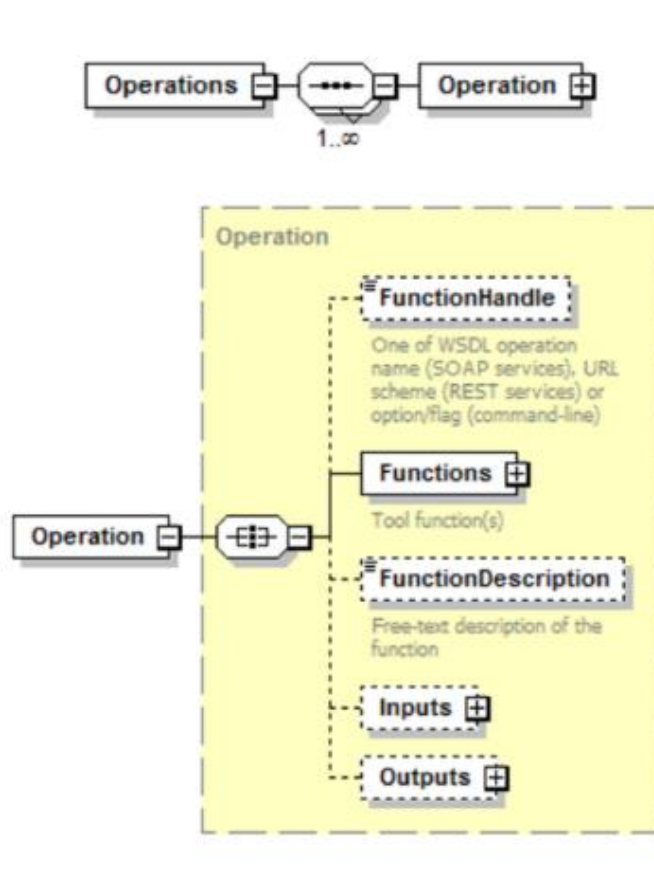 Operations
Operation
1..∞
Operation
FunctionHandle
One of WSDL operation
name (SOAP services), URL
scheme (REST services) or
option/flag (command-line)
Functions
Tool function(s)
Operation
FunctionDescription
Free-text description of the
function
Inputs
Outputs